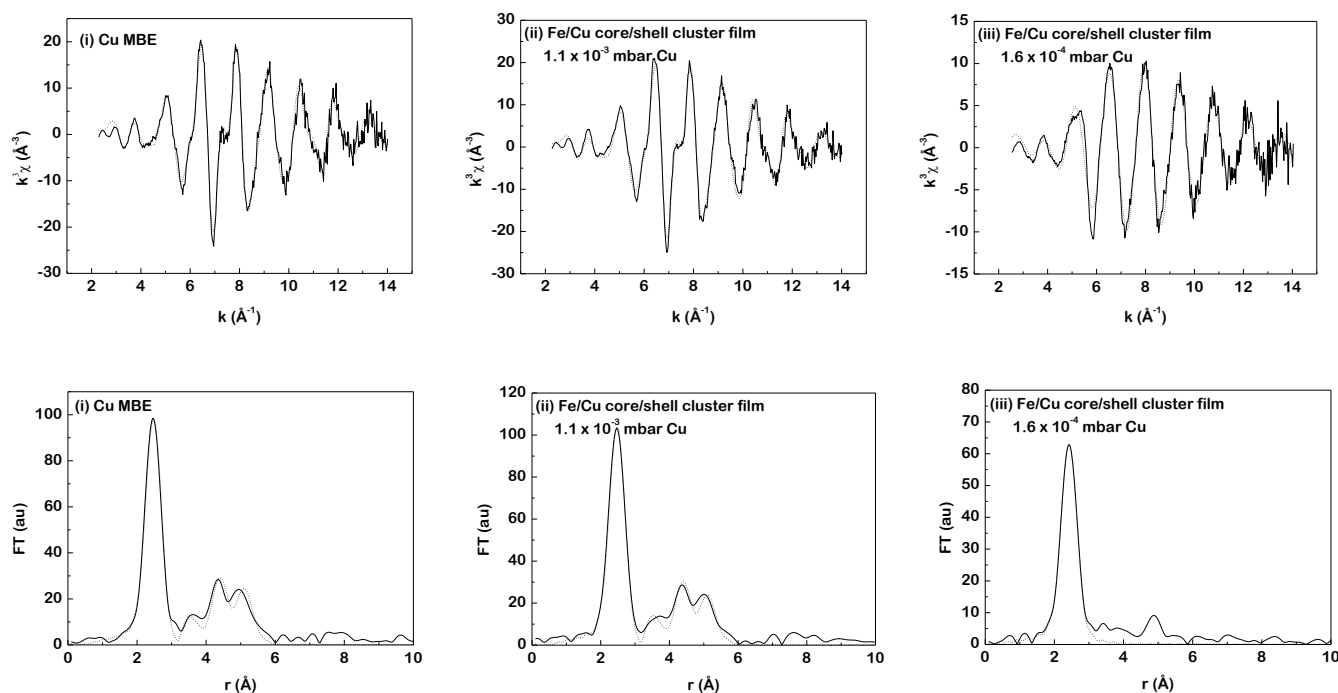 (i) Cu MBE
20
10
0
-10
-20
-30
k³χ (Å⁻³)
2 4 6 8 10 12 14
k (Å⁻¹)
(ii) Fe/Cu core/shell cluster film
1.1 x 10⁻³ mbar Cu
30
20
10
0
-10
-20
-30
k³χ (Å⁻³)
2 4 6 8 10 12 14
k (Å⁻¹)
(iii) Fe/Cu core/shell cluster film
1.6 x 10⁻⁴ mbar Cu
15
10
5
0
-5
-10
-15
k³χ (Å⁻³)
2 4 6 8 10 12 14
k (Å⁻¹)
(i) Cu MBE
100
80
60
40
20
0
FT (au)
0 2 4 6 8 10
r (Å)
(ii) Fe/Cu core/shell cluster film
1.1 x 10⁻³ mbar Cu
120
100
80
60
40
20
0
FT (au)
0 2 4 6 8 10
r (Å)
(iii) Fe/Cu core/shell cluster film
1.6 x 10⁻⁴ mbar Cu
80
70
60
50
40
30
20
10
0
FT (au)
0 2 4 6 8 10
r (Å)